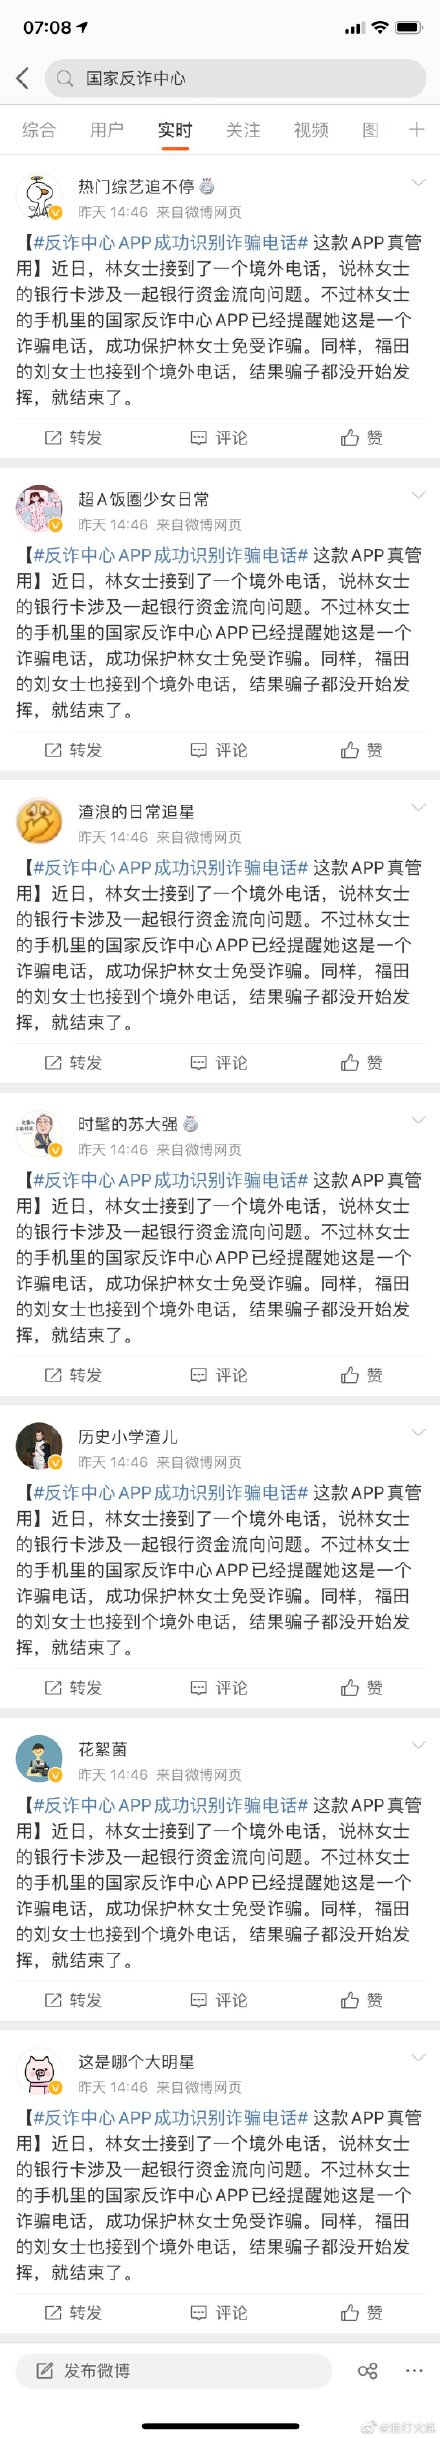 07:08
国家反诈中心
综合 用户 实时 关注 视频 图
热门综艺追不停
昨天 14:46 来自微博网页
【#反诈中心APP成功识别诈骗电话# 这款APP真管
用】近日，林女士接到了一个境外电话，说林女士
的银行卡涉及一起银行资金流向问题。不过林女士
的手机里的国家反诈中心APP已经提醒她这是一个
诈骗电话，成功保护林女士免受诈骗。同样，福田
的刘女士也接到个境外电话，结果骗子都没开始发
挥，就结束了。
转发 评论 赞
超A饭圈少女日常
昨天 14:46 来自微博网页
【#反诈中心APP成功识别诈骗电话# 这款APP真管
用】近日，林女士接到了一个境外电话，说林女士
的银行卡涉及一起银行资金流向问题。不过林女士
的手机里的国家反诈中心APP已经提醒她这是一个
诈骗电话，成功保护林女士免受诈骗。同样，福田
的刘女士也接到个境外电话，结果骗子都没开始发
挥，就结束了。
转发 评论 赞
渣浪的日常追星
昨天 14:46 来自微博网页
【#反诈中心APP成功识别诈骗电话# 这款APP真管
用】近日，林女士接到了一个境外电话，说林女士
的银行卡涉及一起银行资金流向问题。不过林女士
的手机里的国家反诈中心APP已经提醒她这是一个
诈骗电话，成功保护林女士免受诈骗。同样，福田
的刘女士也接到个境外电话，结果骗子都没开始发
挥，就结束了。
转发 评论 赞
时髦的苏大强
昨天 14:46 来自微博网页
【#反诈中心APP成功识别诈骗电话# 这款APP真管
用】近日，林女士接到了一个境外电话，说林女士
的银行卡涉及一起银行资金流向问题。不过林女士
的手机里的国家反诈中心APP已经提醒她这是一个
诈骗电话，成功保护林女士免受诈骗。同样，福田
的刘女士也接到个境外电话，结果骗子都没开始发
挥，就结束了。
转发 评论 赞
历史小学渣儿
昨天 14:46 来自微博网页
【#反诈中心APP成功识别诈骗电话# 这款APP真管
用】近日，林女士接到了一个境外电话，说林女士
的银行卡涉及一起银行资金流向问题。不过林女士
的手机里的国家反诈中心APP已经提醒她这是一个
诈骗电话，成功保护林女士免受诈骗。同样，福田
的刘女士也接到个境外电话，结果骗子都没开始发
挥，就结束了。
转发 评论 赞
花絮菌
昨天 14:46 来自微博网页
【#反诈中心APP成功识别诈骗电话# 这款APP真管
用】近日，林女士接到了一个境外电话，说林女士
的银行卡涉及一起银行资金流向问题。不过林女士
的手机里的国家反诈中心APP已经提醒她这是一个
诈骗电话，成功保护林女士免受诈骗。同样，福田
的刘女士也接到个境外电话，结果骗子都没开始发
挥，就结束了。
转发 评论 赞
这是哪个大明星
昨天 14:46 来自微博网页
【#反诈中心APP成功识别诈骗电话# 这款APP真管
用】近日，林女士接到了一个境外电话，说林女士
的银行卡涉及一起银行资金流向问题。不过林女士
的手机里的国家反诈中心APP已经提醒她这是一个
诈骗电话，成功保护林女士免受诈骗。同样，福田
的刘女士也接到个境外电话，结果骗子都没开始发
挥，就结束了。
转发 评论 赞
发布微博